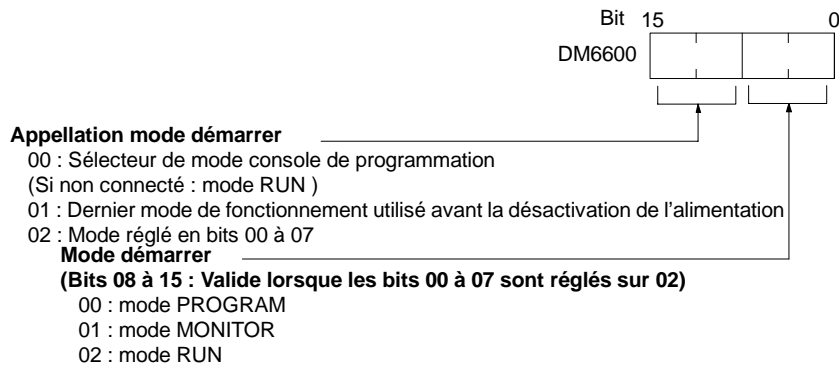 Bit 15 0
DM6600
Appellation mode démarrer
00 : Sélecteur de mode console de programmation
(Si non connecté : mode RUN )
01 : Dernier mode de fonctionnement utilisé avant la désactivation de l’alimentation
02 : Mode réglé en bits 00 à 07
Mode démarrer
(Bits 08 à 15 : Valide lorsque les bits 00 à 07 sont réglés sur 02)
00 : mode PROGRAM
01 : mode MONITOR
02 : mode RUN